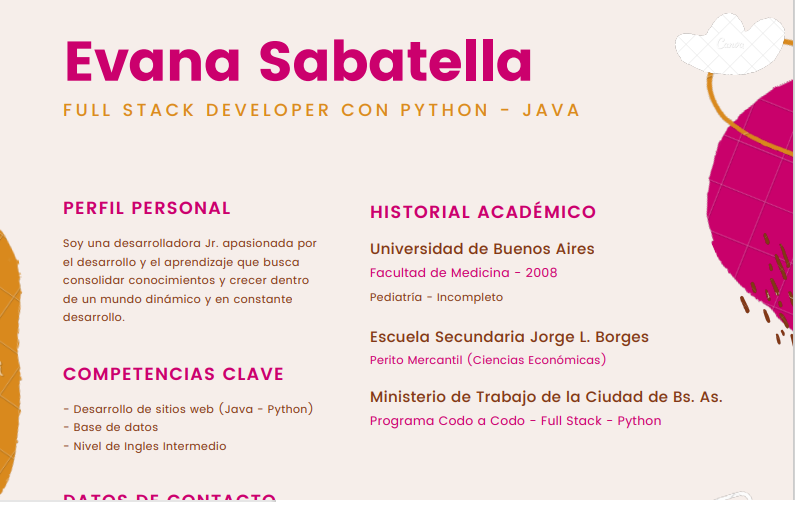 Evana Sabatella
FULL STACK DEVELOPER CON PYTHON - JAVA
PERFIL PERSONAL
Soy una desarrolladora Jr. apasionada por
el desarrollo y el aprendizaje que busca
consolidar conocimientos y crecer dentro
de un mundo dinámico y en constante
desarrollo.
COMPETENCIAS CLAVE
- Desarrollo de sitios web (Java - Python)
- Base de datos
- Nivel de Ingles Intermedio
DATOS DE CONTACTO
HISTORIAL ACADÉMICO
Universidad de Buenos Aires
Facultad de Medicina - 2008
Pediatría - Incompleto
Escuela Secundaria Jorge L. Borges
Perito Mercantil (Ciencias Económicas)
Ministerio de Trabajo de la Ciudad de Bs. As.
Programa Codo a Codo - Full Stack - Python